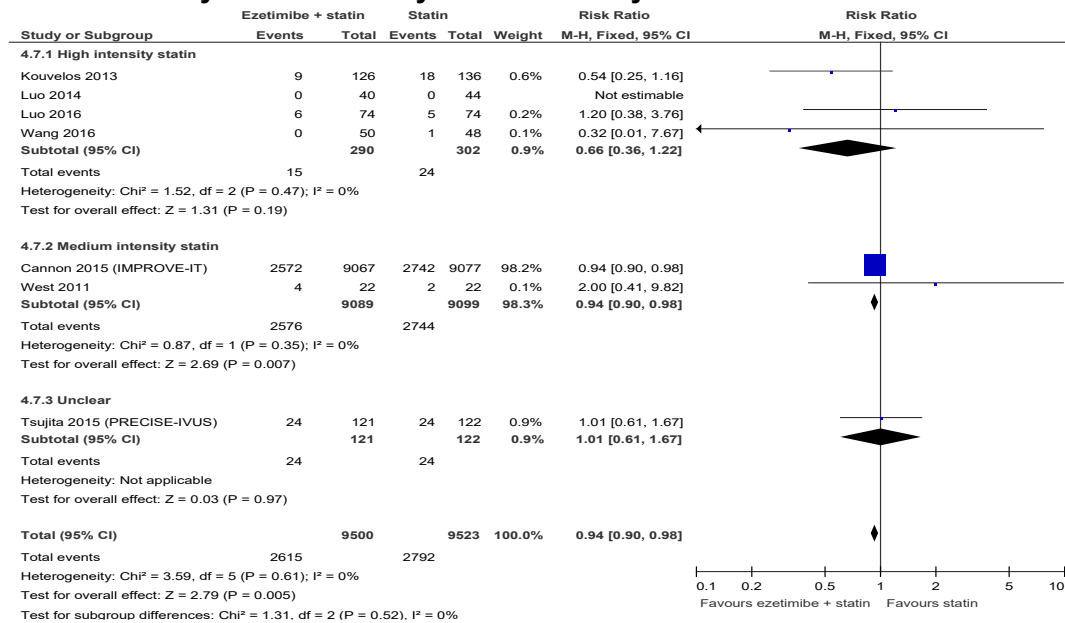 Ezetimibe + statin Statin Risk Ratio Risk Ratio
Study or Subgroup Events Total Events Total Weight M-H, Fixed, 95% CI M-H, Fixed, 95% CI
4.7.1 High intensity statin
Kouvelos 2013 9 126 18 136 0.6% 0.54 [0.25, 1.16]
Luo 2014 0 40 0 44 Not estimable
Luo 2016 6 74 5 74 0.2% 1.20 [0.38, 3.76]
Wang 2016 0 50 1 48 0.1% 0.32 [0.01, 7.67]
Subtotal (95% CI) 290 302 0.9% 0.66 [0.36, 1.22]
Total events 15 24
Heterogeneity: Chi² = 1.52, df = 2 (P = 0.47); I² = 0%
Test for overall effect: Z = 1.31 (P = 0.19)
4.7.2 Medium intensity statin
Cannon 2015 (IMPROVE-IT) 2572 9067 2742 9077 98.2% 0.94 [0.90, 0.98]
West 2011 4 22 2 22 0.1% 2.00 [0.41, 9.82]
Subtotal (95% CI) 9089 9099 98.3% 0.94 [0.90, 0.98]
Total events 2576 2744
Heterogeneity: Chi² = 0.87, df = 1 (P = 0.35); I² = 0%
Test for overall effect: Z = 2.69 (P = 0.007)
4.7.3 Unclear
Tsujita 2015 (PRECISE-IVUS) 24 121 24 122 0.9% 1.01 [0.61, 1.67]
Subtotal (95% CI) 121 122 0.9% 1.01 [0.61, 1.67]
Total events 24 24
Heterogeneity: Not applicable
Test for overall effect: Z = 0.03 (P = 0.97)
Total (95% CI) 9500 9523 100.0% 0.94 [0.90, 0.98]
Total events 2615 2792
Heterogeneity: Chi² = 3.59, df = 5 (P = 0.61); I² = 0%
Test for overall effect: Z = 2.79 (P = 0.005)
Test for subgroup differences: Chi² = 1.31, df = 2 (P = 0.52), I² = 0%
0.1 0.2 0.5 1 2 5 10
Favours ezetimibe + statin Favours statin